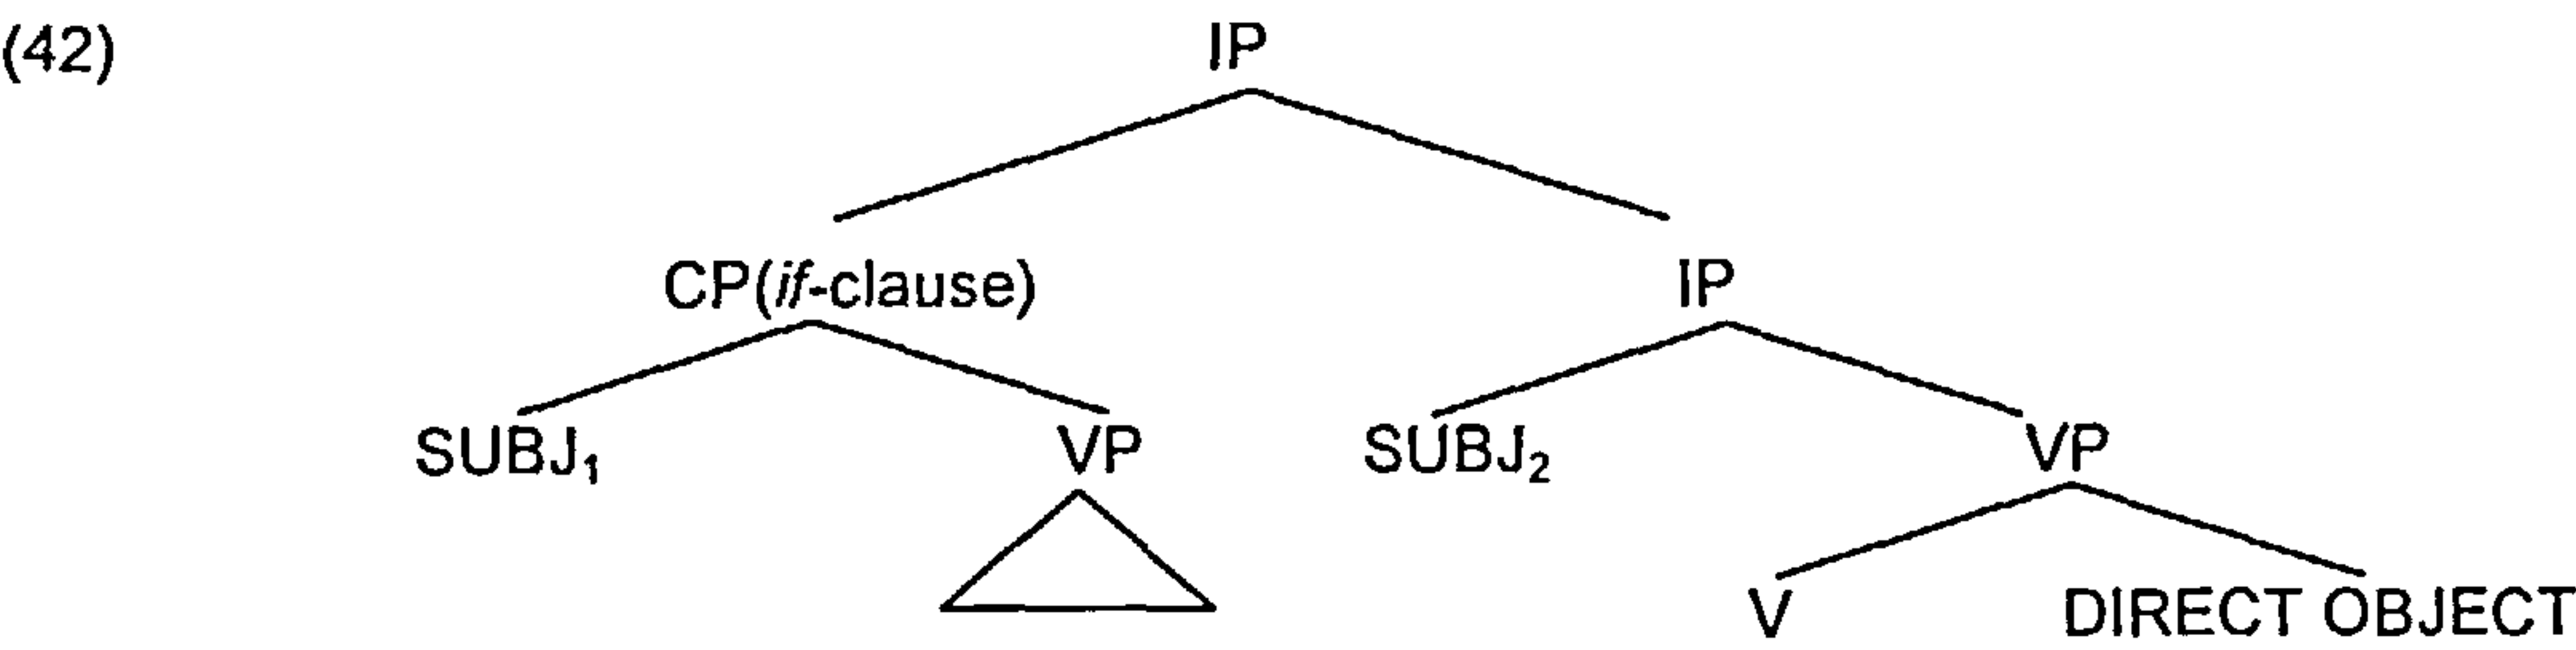 (42) IP
CP(if-clause) IP
SUBJ₁ VP SUBJ₂ VP
V DIRECT OBJECT